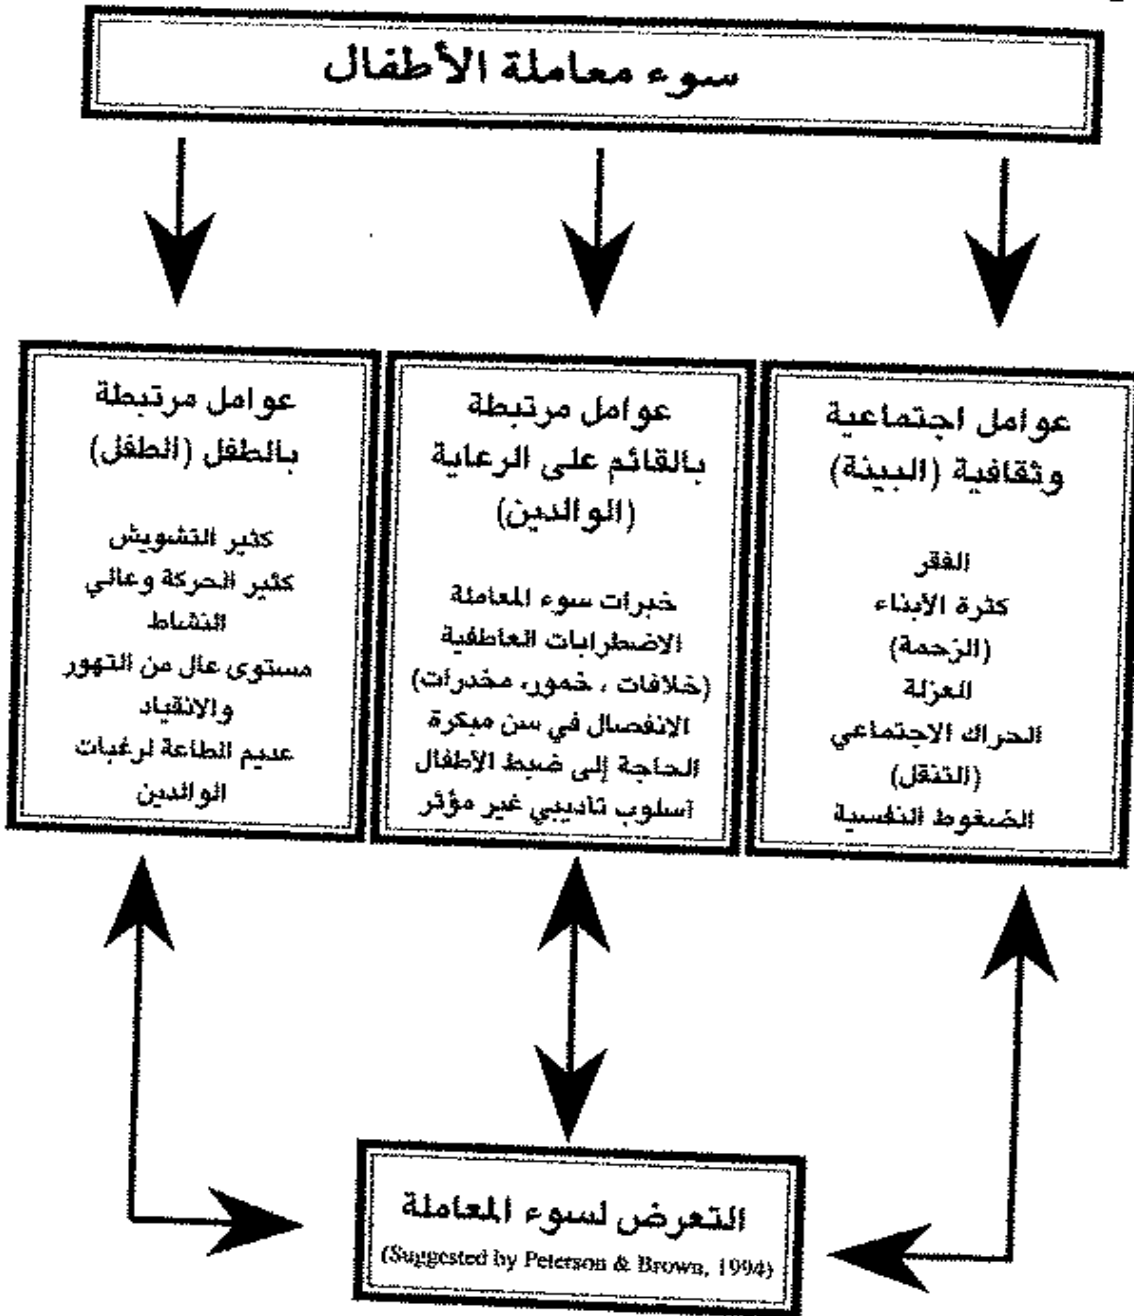 سوء معاملة الأطفال
عوامل اجتماعية
وثقافية (البيئة)
الفقر
كثرة الأبناء
(الزحمة)
العزلة
الحراك الاجتماعي
(التنقل)
الضغوط النفسية
عوامل مرتبطة
بالقائم على الرعاية
(الوالدين)
خبرات سوء المعاملة
الاضطرابات العاطفية
(خلافات ، خمور، مخدرات)
الانفصال في سن مبكرة
الحاجة إلى ضبط الأطفال
أسلوب تأديبي غير مؤثر
عوامل مرتبطة
بالطفل (الطفل)
كثير التشويش
كثير الحركة وعالي
النشاط
مستوى عال من التهور
والانقياد
عديم الطاعة لرغبات
الوالدين
التعرض لسوء المعاملة
(Suggested by Peterson & Brown, 1994)